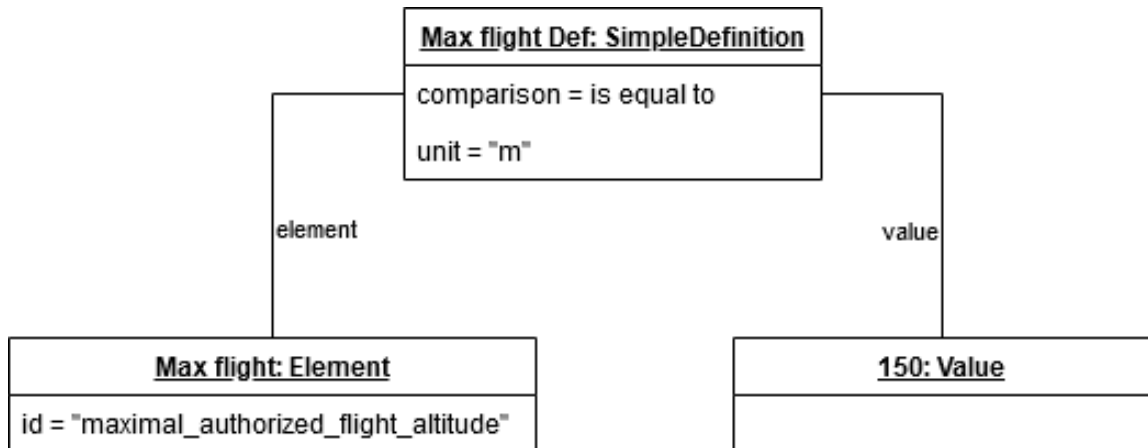 Max flight Def: SimpleDefinition
comparison = is equal to
unit = "m"
element
value
Max flight: Element
id = "maximal_authorized_flight_altitude"
150: Value